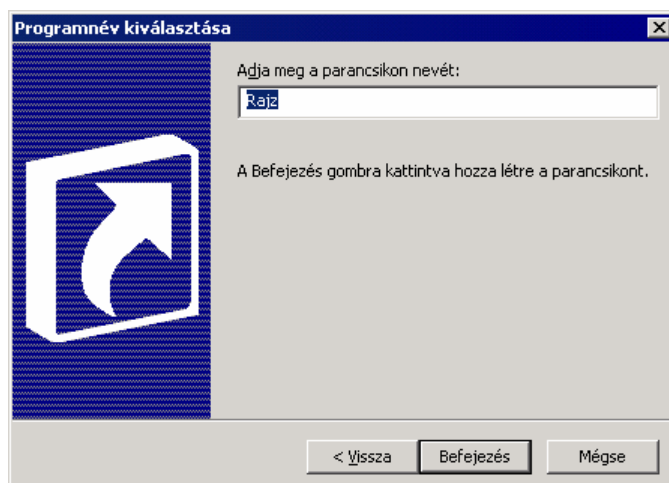 Programnév kiválasztása
Adja meg a parancsikon nevét:
Rajz
A Befejezés gombra kattintva hozza létre a parancsikont.
< Vissza
Befejezés
Mégse